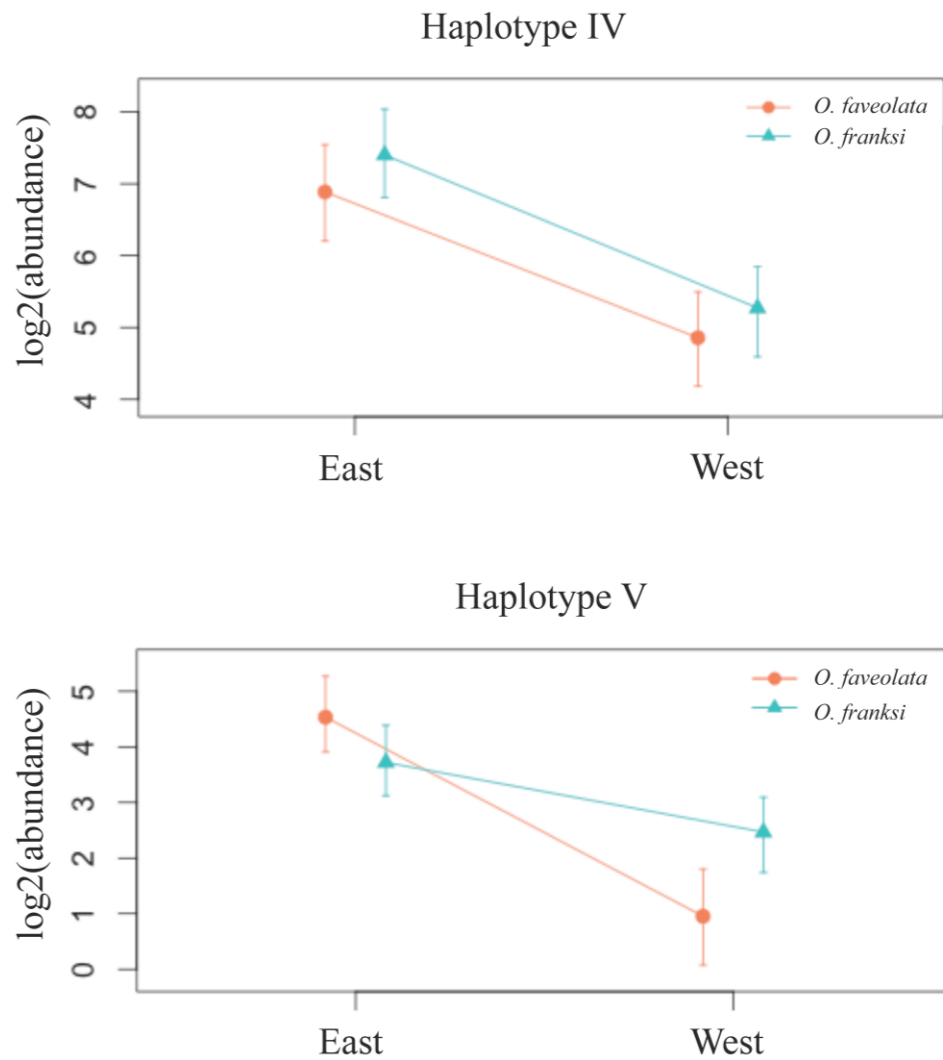 Haplotype IV
log2(abundance)
8
7
6
5
4
O. faveolata
O. franksi
East
West
Haplotype V
log2(abundance)
5
4
3
2
1
0
O. faveolata
O. franksi
East
West